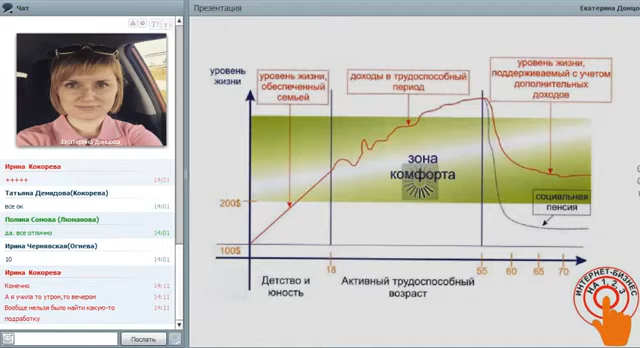 Чат
Презентация
Екатерина Донцо
Екатерина Донцова
Ирина Кокорева
+++++
14:01
Татьяна Демидова(Кокорева)
все ок
14:01
Полина Сонова (Люманова)
да. все отлично
14:01
Ирина Чернявская(Огнева)
10
14:01
Ирина Кокорева
Конечно
14:11
А я учила то утром,то вечером
14:11
Вообще нельзя было найти какую-то
14:11
подработку
Послать
уровень
жизни
уровень жизни,
обеспеченный
семьей
доходы в трудоспособный
период
уровень жизни,
поддерживаемый с учетом
дополнительных
доходов
зона
комфорта
социальная
пенсия
200$
100$
18
55
60
65
70
Детство и
юность
Активный трудоспособный
возраст
ИНТЕРНЕТ-БИЗНЕС
НА 1, 2, 3